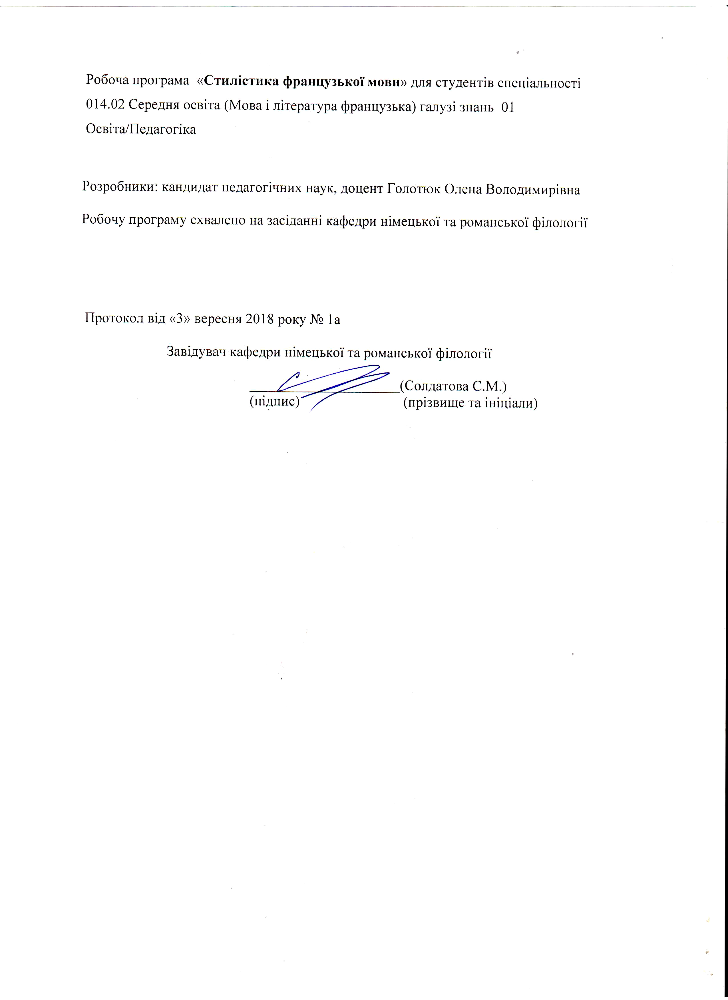 Робоча програма «Стилістика французької мови» для студентів спеціальності
014.02 Середня освіта (Мова і література французька) галузі знань 01
Освіта/Педагогіка
Розробники: кандидат педагогічних наук, доцент Голотюк Олена Володимирівна
Робочу програму схвалено на засіданні кафедри німецької та романської філології
Протокол від «3» вересня 2018 року № 1а
Завідувач кафедри німецької та романської філології
(Солдатова С.М.)
(підпис) (прізвище та ініціали)